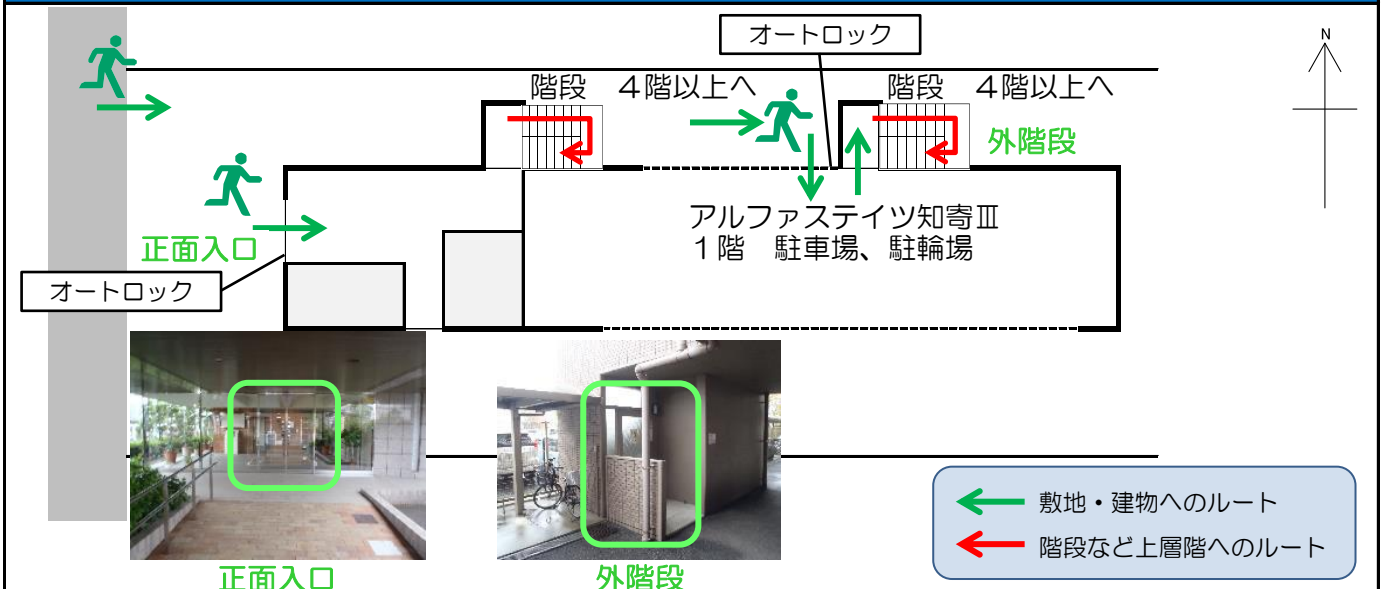 オートロック
N
階段 4階以上へ
階段 4階以上へ
外階段
正面入口
アルファステイツ知寄Ⅲ
1階 駐車場、駐輪場
オートロック
敷地・建物へのルート
階段など上層階へのルート
正面入口
外階段